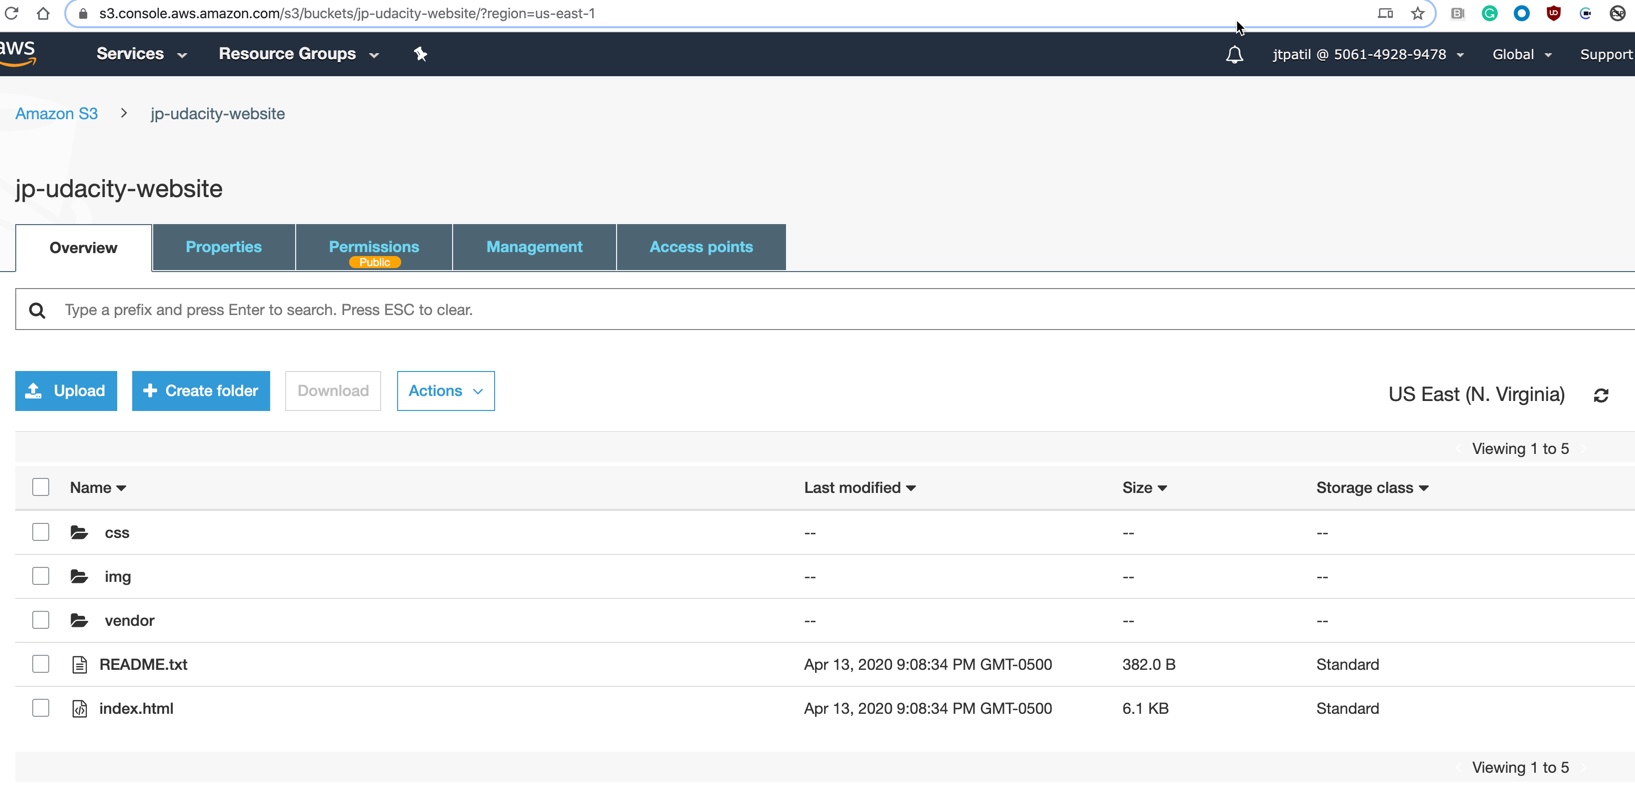 s3.console.aws.amazon.com/s3/buckets/jp-udacity-website/?region=us-east-1
aws Services Resource Groups jtpatil @ 5061-4928-9478 Global Support
Amazon S3 > jp-udacity-website
jp-udacity-website
Overview Properties Permissions Management Access points
Public
Type a prefix and press Enter to search. Press ESC to clear.
Upload + Create folder Download Actions US East (N. Virginia)
Viewing 1 to 5
Name Last modified Size Storage class
css -- -- --
img -- -- --
vendor -- -- --
README.txt Apr 13, 2020 9:08:34 PM GMT-0500 382.0 B Standard
index.html Apr 13, 2020 9:08:34 PM GMT-0500 6.1 KB Standard
Viewing 1 to 5